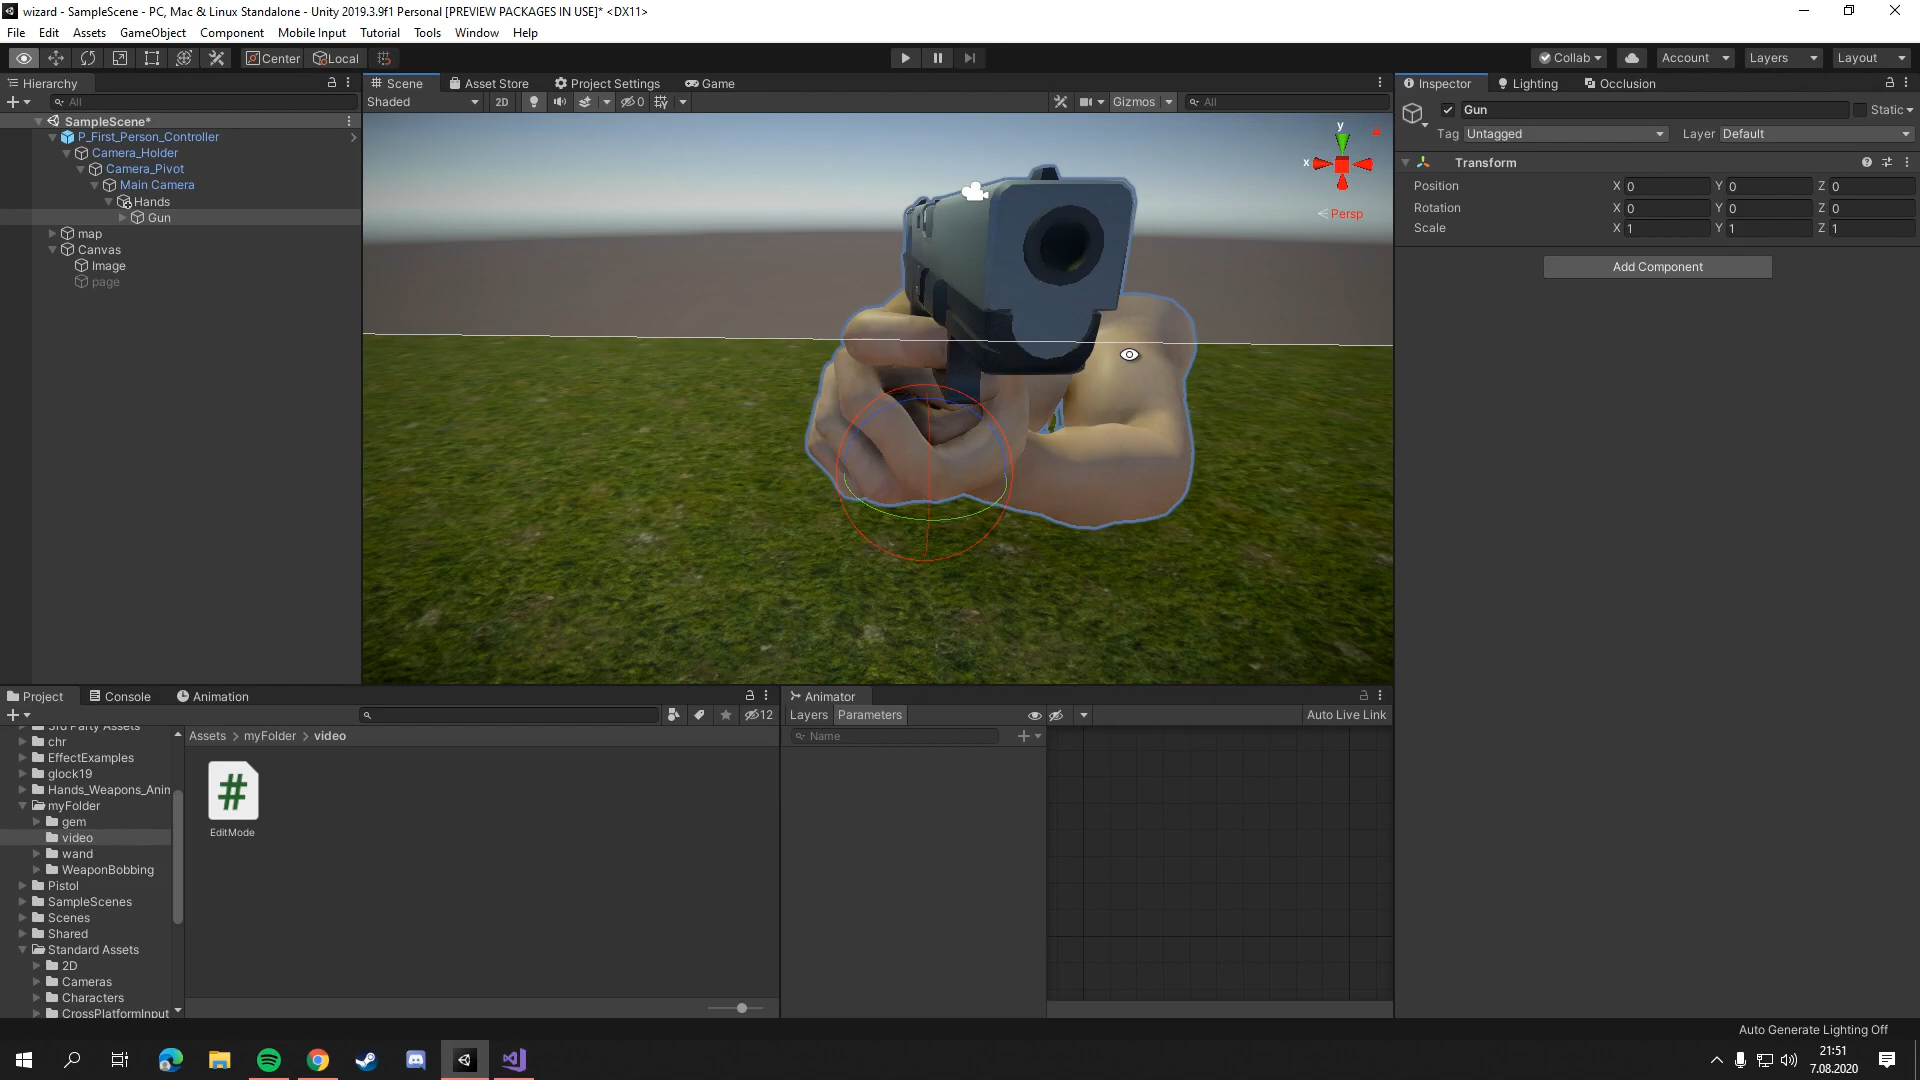 wizard - SampleScene - PC, Mac & Linux Standalone - Unity 2019.3.9f1 Personal [PREVIEW PACKAGES IN USE]* <DX11>
File Edit Assets GameObject Component Mobile Input Tutorial Tools Window Help
Center Local Collab Account Layers Layout
Hierarchy
All
SampleScene*
P_First_Person_Controller
Camera_Holder
Camera_Pivot
Main Camera
Hands
Gun
map
Canvas
Image
page
Scene Asset Store Project Settings Game
Shaded 2D 0 Gizmos All
y
x
Persp
Inspector Lighting Occlusion
Gun Static
Tag Untagged Layer Default
Transform
Position X 0 Y 0 Z 0
Rotation X 0 Y 0 Z 0
Scale X 1 Y 1 Z 1
Add Component
Project Console Animation
12
3rd Party Assets
chr
EffectExamples
glock19
Hands_Weapons_Anin
myFolder
gem
video
wand
WeaponBobbing
Pistol
SampleScenes
Scenes
Shared
Standard Assets
2D
Cameras
Characters
CrossPlatformInput
Assets > myFolder > video
#
EditMode
Animator
Layers Parameters Auto Live Link
Name
Auto Generate Lighting Off
21:51
7.08.2020